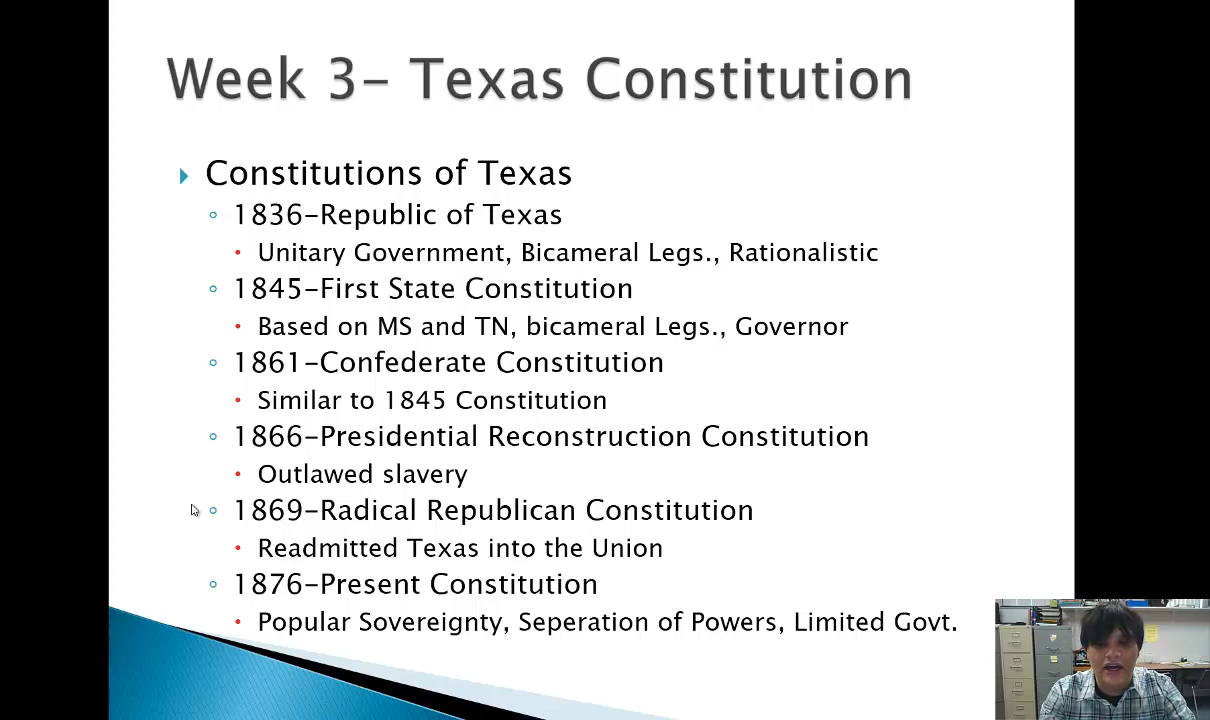 Week 3- Texas Constitution
Constitutions of Texas
1836-Republic of Texas
Unitary Government, Bicameral Legs., Rationalistic
1845-First State Constitution
Based on MS and TN, bicameral Legs., Governor
1861-Confederate Constitution
Similar to 1845 Constitution
1866-Presidential Reconstruction Constitution
Outlawed slavery
1869-Radical Republican Constitution
Readmitted Texas into the Union
1876-Present Constitution
Popular Sovereignty, Seperation of Powers, Limited Govt.